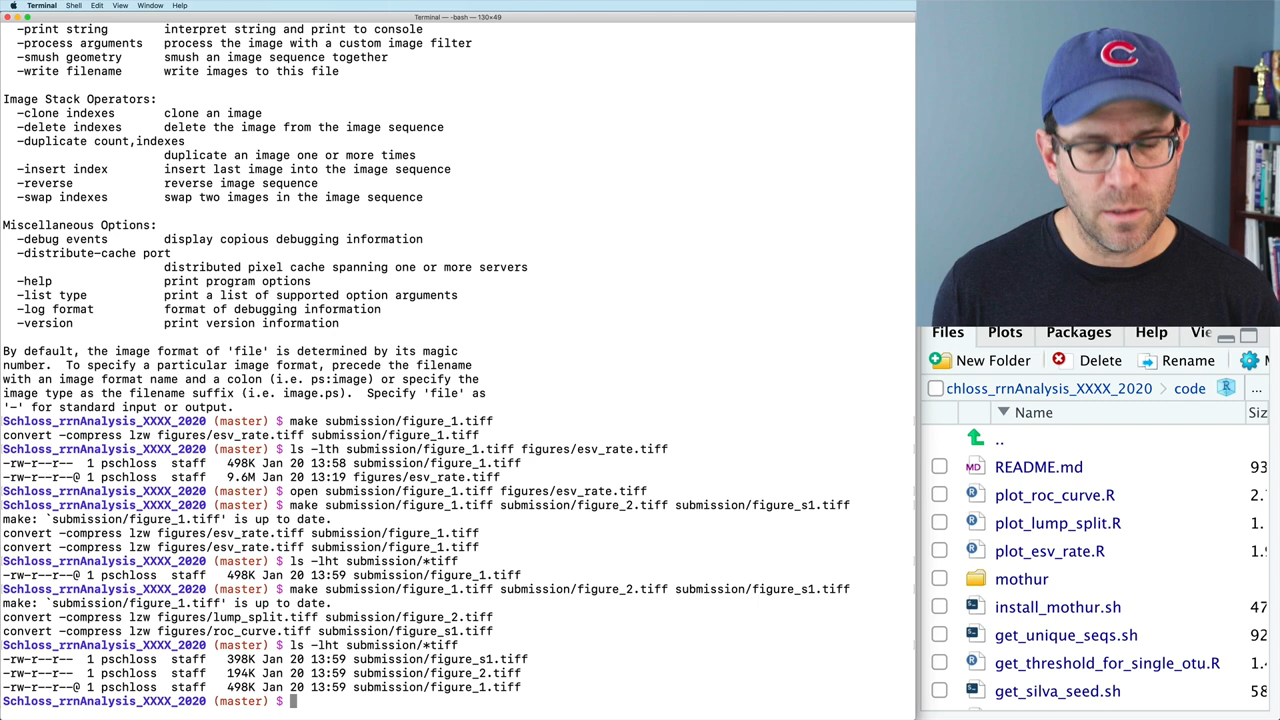 Terminal Shell Edit View Window Help
Terminal — -bash — 130×49
-print string interpret string and print to console
-process arguments process the image with a custom image filter
-smush geometry smush an image sequence together
-write filename write images to this file
Image Stack Operators:
-clone indexes clone an image
-delete indexes delete the image from the image sequence
-duplicate count,indexes
duplicate an image one or more times
-insert index insert last image into the image sequence
-reverse reverse image sequence
-swap indexes swap two images in the image sequence
Miscellaneous Options:
-debug events display copious debugging information
-distribute-cache port
distributed pixel cache spanning one or more servers
-help print program options
-list type print a list of supported option arguments
-log format format of debugging information
-version print version information
By default, the image format of 'file' is determined by its magic
number. To specify a particular image format, precede the filename
with an image format name and a colon (i.e. ps:image) or specify the
image type as the filename suffix (i.e. image.ps). Specify 'file' as
'-' for standard input or output.
Schloss_rrnAnalysis_XXXX_2020 (master) $ make submission/figure_1.tiff
convert -compress lzw figures/esv_rate.tiff submission/figure_1.tiff
Schloss_rrnAnalysis_XXXX_2020 (master) $ ls -lth submission/figure_1.tiff figures/esv_rate.tiff
-rw-r--r-- 1 pschloss staff 498K Jan 20 13:58 submission/figure_1.tiff
-rw-r--r--@ 1 pschloss staff 9.6M Jan 20 13:19 figures/esv_rate.tiff
Schloss_rrnAnalysis_XXXX_2020 (master) $ open submission/figure_1.tiff figures/esv_rate.tiff
Schloss_rrnAnalysis_XXXX_2020 (master) $ make submission/figure_1.tiff submission/figure_2.tiff submission/figure_s1.tiff
make: `submission/figure_1.tiff' is up to date.
convert -compress lzw figures/esv_rate.tiff submission/figure_1.tiff
convert -compress lzw figures/esv_rate.tiff submission/figure_1.tiff
Schloss_rrnAnalysis_XXXX_2020 (master) $ ls -lht submission/*tiff
-rw-r--r--@ 1 pschloss staff 498K Jan 20 13:59 submission/figure_1.tiff
Schloss_rrnAnalysis_XXXX_2020 (master) $ make submission/figure_1.tiff submission/figure_2.tiff submission/figure_s1.tiff
make: `submission/figure_1.tiff' is up to date.
convert -compress lzw figures/lump_split.tiff submission/figure_2.tiff
convert -compress lzw figures/roc_curve.tiff submission/figure_s1.tiff
Schloss_rrnAnalysis_XXXX_2020 (master) $ ls -lht submission/*tiff
-rw-r--r-- 1 pschloss staff 398K Jan 20 13:59 submission/figure_s1.tiff
-rw-r--r-- 1 pschloss staff 194K Jan 20 13:59 submission/figure_2.tiff
-rw-r--r--@ 1 pschloss staff 498K Jan 20 13:59 submission/figure_1.tiff
Schloss_rrnAnalysis_XXXX_2020 (master) $
C
Files Plots Packages Help
New Folder Delete Rename
chloss_rrnAnalysis_XXXX_2020 code ...
Name Siz
..
README.md 93
plot_roc_curve.R 2.
plot_lump_split.R 1.
plot_esv_rate.R 1.
mothur
install_mothur.sh 47
get_unique_seqs.sh 92
get_threshold_for_single_otu.R 1.
get_silva_seed.sh 58